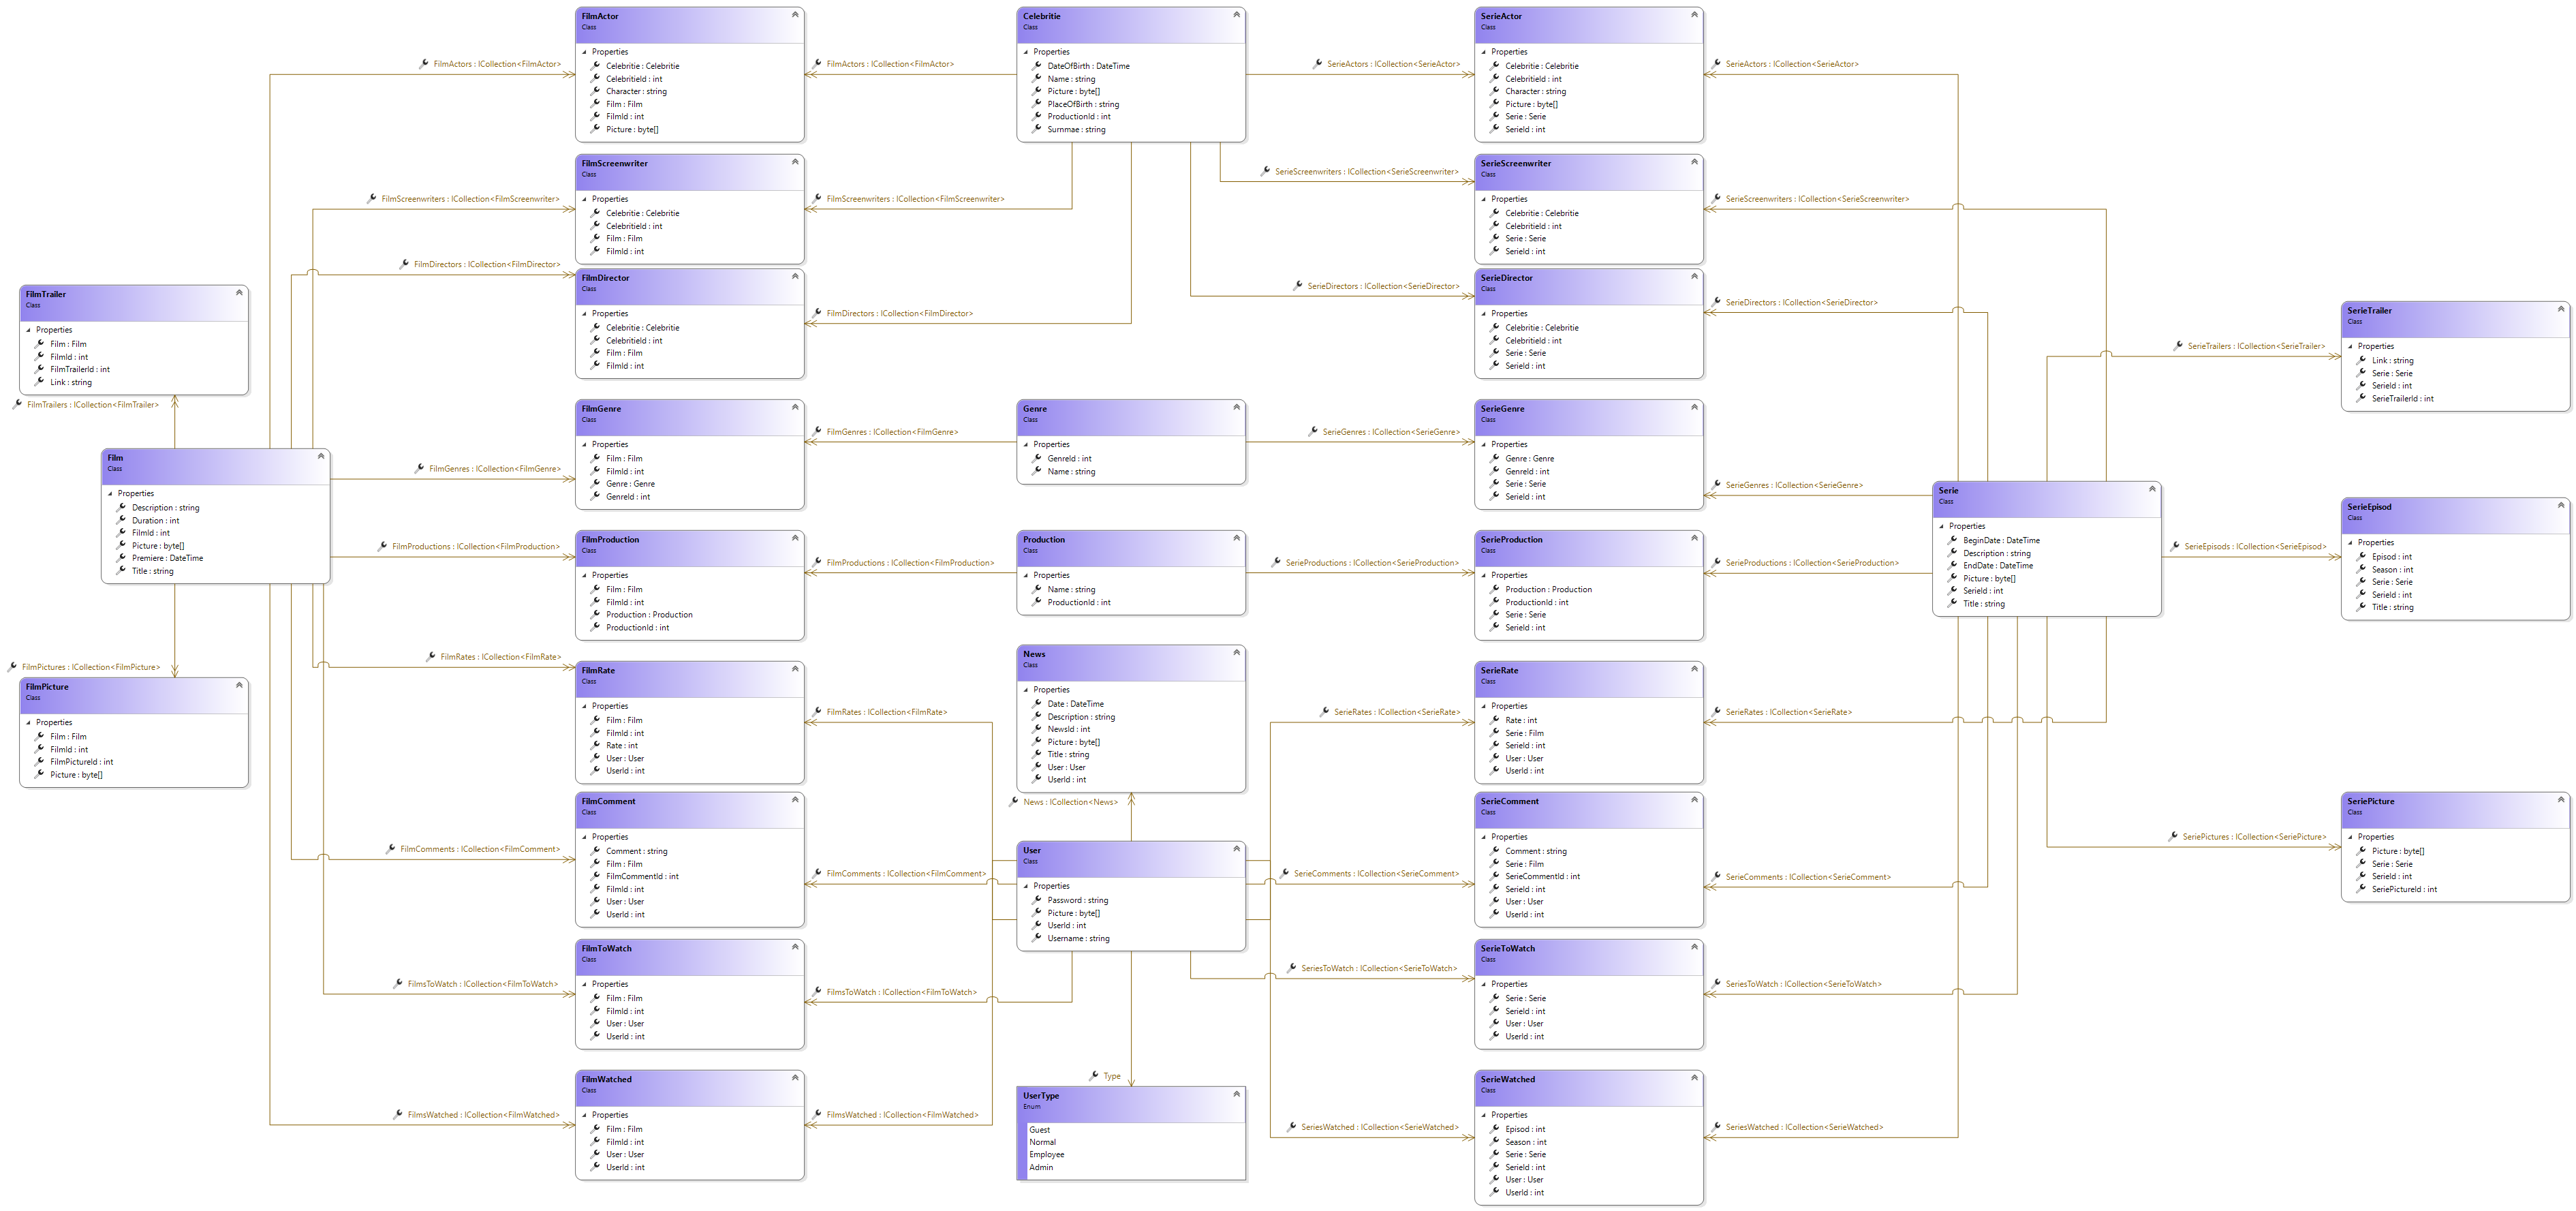 FilmActor
Class
Properties
Celebritie : Celebritie
CelebritieId : int
Character : string
Film : Film
FilmId : int
Picture : byte[]
FilmActors : ICollection<FilmActor>
FilmActors : ICollection<FilmActor>
Celebritie
Class
Properties
DateOfBirth : DateTime
Name : string
Picture : byte[]
PlaceOfBirth : string
ProductionId : int
Surnmae : string
SerieActors : ICollection<SerieActor>
SerieActor
Class
Properties
Celebritie : Celebritie
CelebritieId : int
Character : string
Picture : byte[]
Serie : Serie
SerieId : int
SerieActors : ICollection<SerieActor>
FilmScreenwriters : ICollection<FilmScreenwriter>
FilmScreenwriter
Class
Properties
Celebritie : Celebritie
CelebritieId : int
Film : Film
FilmId : int
FilmScreenwriters : ICollection<FilmScreenwriter>
SerieScreenwriters : ICollection<SerieScreenwriter>
SerieScreenwriter
Class
Properties
Celebritie : Celebritie
CelebritieId : int
Serie : Serie
SerieId : int
SerieScreenwriters : ICollection<SerieScreenwriter>
FilmDirectors : ICollection<FilmDirector>
FilmDirector
Class
Properties
Celebritie : Celebritie
CelebritieId : int
Film : Film
FilmId : int
FilmDirectors : ICollection<FilmDirector>
SerieDirectors : ICollection<SerieDirector>
SerieDirector
Class
Properties
Celebritie : Celebritie
CelebritieId : int
Serie : Serie
SerieId : int
SerieDirectors : ICollection<SerieDirector>
FilmTrailer
Class
Properties
Film : Film
FilmId : int
FilmTrailerId : int
Link : string
FilmTrailers : ICollection<FilmTrailer>
SerieTrailers : ICollection<SerieTrailer>
SerieTrailer
Class
Properties
Link : string
Serie : Serie
SerieId : int
SerieTrailerId : int
Film
Class
Properties
Description : string
Duration : int
FilmId : int
Picture : byte[]
Premiere : DateTime
Title : string
FilmGenres : ICollection<FilmGenre>
FilmGenre
Class
Properties
Film : Film
FilmId : int
Genre : Genre
GenreId : int
FilmGenres : ICollection<FilmGenre>
Genre
Class
Properties
GenreId : int
Name : string
SerieGenres : ICollection<SerieGenre>
SerieGenre
Class
Properties
Genre : Genre
GenreId : int
Serie : Serie
SerieId : int
SerieGenres : ICollection<SerieGenre>
Serie
Class
Properties
BeginDate : DateTime
Description : string
EndDate : DateTime
Picture : byte[]
SerieId : int
Title : string
SerieEpisods : ICollection<SerieEpisod>
SerieEpisod
Class
Properties
Episod : int
Season : int
Serie : Serie
SerieId : int
Title : string
FilmProductions : ICollection<FilmProduction>
FilmProduction
Class
Properties
Film : Film
FilmId : int
Production : Production
ProductionId : int
FilmProductions : ICollection<FilmProduction>
Production
Class
Properties
Name : string
ProductionId : int
SerieProductions : ICollection<SerieProduction>
SerieProduction
Class
Properties
Production : Production
ProductionId : int
Serie : Serie
SerieId : int
SerieProductions : ICollection<SerieProduction>
FilmPictures : ICollection<FilmPicture>
FilmPicture
Class
Properties
Film : Film
FilmId : int
FilmPictureId : int
Picture : byte[]
FilmRates : ICollection<FilmRate>
FilmRate
Class
Properties
Film : Film
FilmId : int
Rate : int
User : User
UserId : int
FilmRates : ICollection<FilmRate>
News
Class
Properties
Date : DateTime
Description : string
NewsId : int
Picture : byte[]
Title : string
User : User
UserId : int
News : ICollection<News>
SerieRates : ICollection<SerieRate>
SerieRate
Class
Properties
Rate : int
Serie : Film
SerieId : int
User : User
UserId : int
SerieRates : ICollection<SerieRate>
FilmComments : ICollection<FilmComment>
FilmComment
Class
Properties
Comment : string
Film : Film
FilmCommentId : int
FilmId : int
User : User
UserId : int
FilmComments : ICollection<FilmComment>
User
Class
Properties
Password : string
Picture : byte[]
UserId : int
Username : string
SerieComments : ICollection<SerieComment>
SerieComment
Class
Properties
Comment : string
Serie : Film
SerieCommentId : int
SerieId : int
User : User
UserId : int
SerieComments : ICollection<SerieComment>
SeriePictures : ICollection<SeriePicture>
SeriePicture
Class
Properties
Picture : byte[]
Serie : Serie
SerieId : int
SeriePictureId : int
FilmsToWatch : ICollection<FilmToWatch>
FilmToWatch
Class
Properties
Film : Film
FilmId : int
User : User
UserId : int
FilmsToWatch : ICollection<FilmToWatch>
SeriesToWatch : ICollection<SerieToWatch>
SerieToWatch
Class
Properties
Serie : Serie
SerieId : int
User : User
UserId : int
SeriesToWatch : ICollection<SerieToWatch>
FilmsWatched : ICollection<FilmWatched>
FilmWatched
Class
Properties
Film : Film
FilmId : int
User : User
UserId : int
FilmsWatched : ICollection<FilmWatched>
Type
UserType
Enum
Guest
Normal
Employee
Admin
SeriesWatched : ICollection<SerieWatched>
SerieWatched
Class
Properties
Episod : int
Season : int
Serie : Serie
SerieId : int
User : User
UserId : int
SeriesWatched : ICollection<SerieWatched>